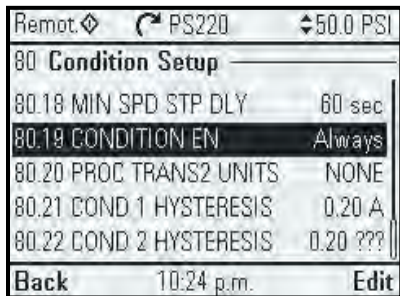 Remot. PS220 50.0 PSI
80 Condition Setup
80.18 MIN SPD STP DLY 60 sec
80.19 CONDITION EN Always
80.20 PROC TRANS2 UNITS NONE
80.21 COND 1 HYSTERESIS 0.20 A
80.22 COND 2 HYSTERESIS 0.20 ???
Back 10:24 p.m. Edit